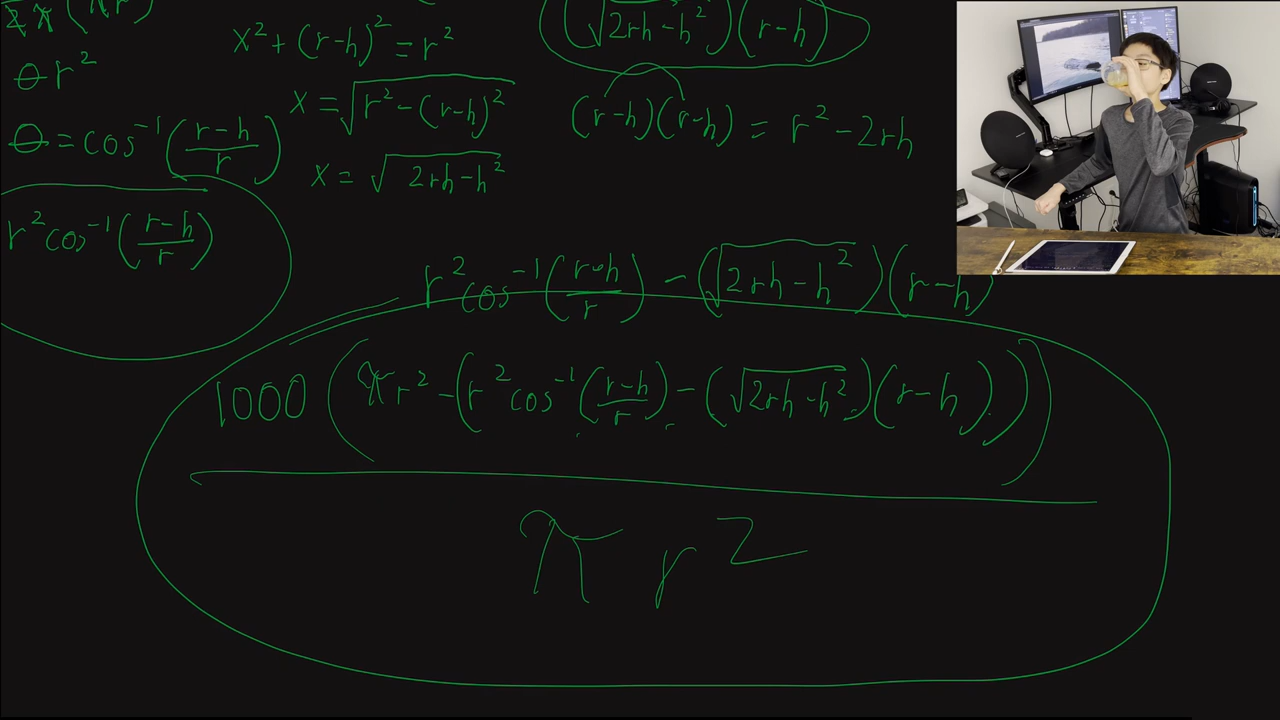 θr²
θ = cos⁻¹((r-h)/r)
r²cos⁻¹((r-h)/r)
x² + (r-h)² = r²
x = √(r² - (r-h)²)
x = √(2rh-h²)
(√(2rh-h²))(r-h)
(r-h)(r-h) = r² - 2rh
r²cos⁻¹((r-h)/r) - (√(2rh-h²))(r-h)
1000(πr² - (r²cos⁻¹((r-h)/r) - (√(2rh-h²))(r-h)))
πr²